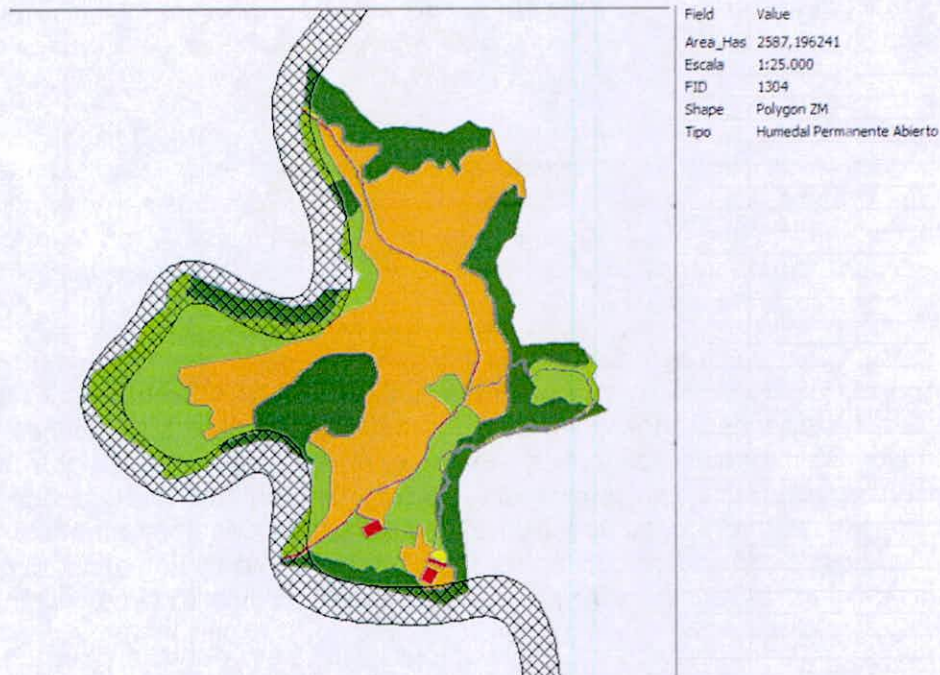 Field Value
Area_Has 2587,196241
Escala 1:25.000
FID 1304
Shape Polygon ZM
Tipo Humedal Permanente Abierto